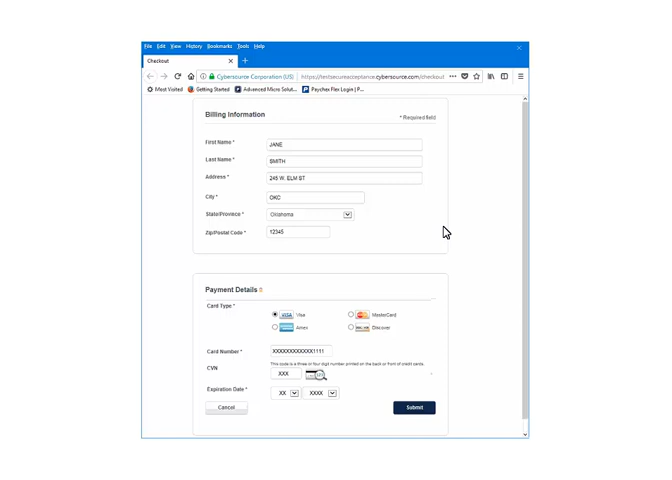 File Edit View History Bookmarks Tools Help
Checkout
Cybersource Corporation (US) https://testsecureacceptance.cybersource.com/checkout
Most Visited Getting Started Advanced Micro Solut... Paychex Flex Login | P...
Billing Information
* Required field
First Name * JANE
Last Name * SMITH
Address * 245 W. ELM ST
City * OKC
State/Province * Oklahoma
Zip/Postal Code * 12345
Payment Details
Card Type *
VISA Visa MasterCard
Amex Discover
Card Number * XXXXXXXXXXXX1111
This code is a three or four digit number printed on the back or front of credit cards.
CVN XXX
Expiration Date * XX XXXX
Cancel Submit